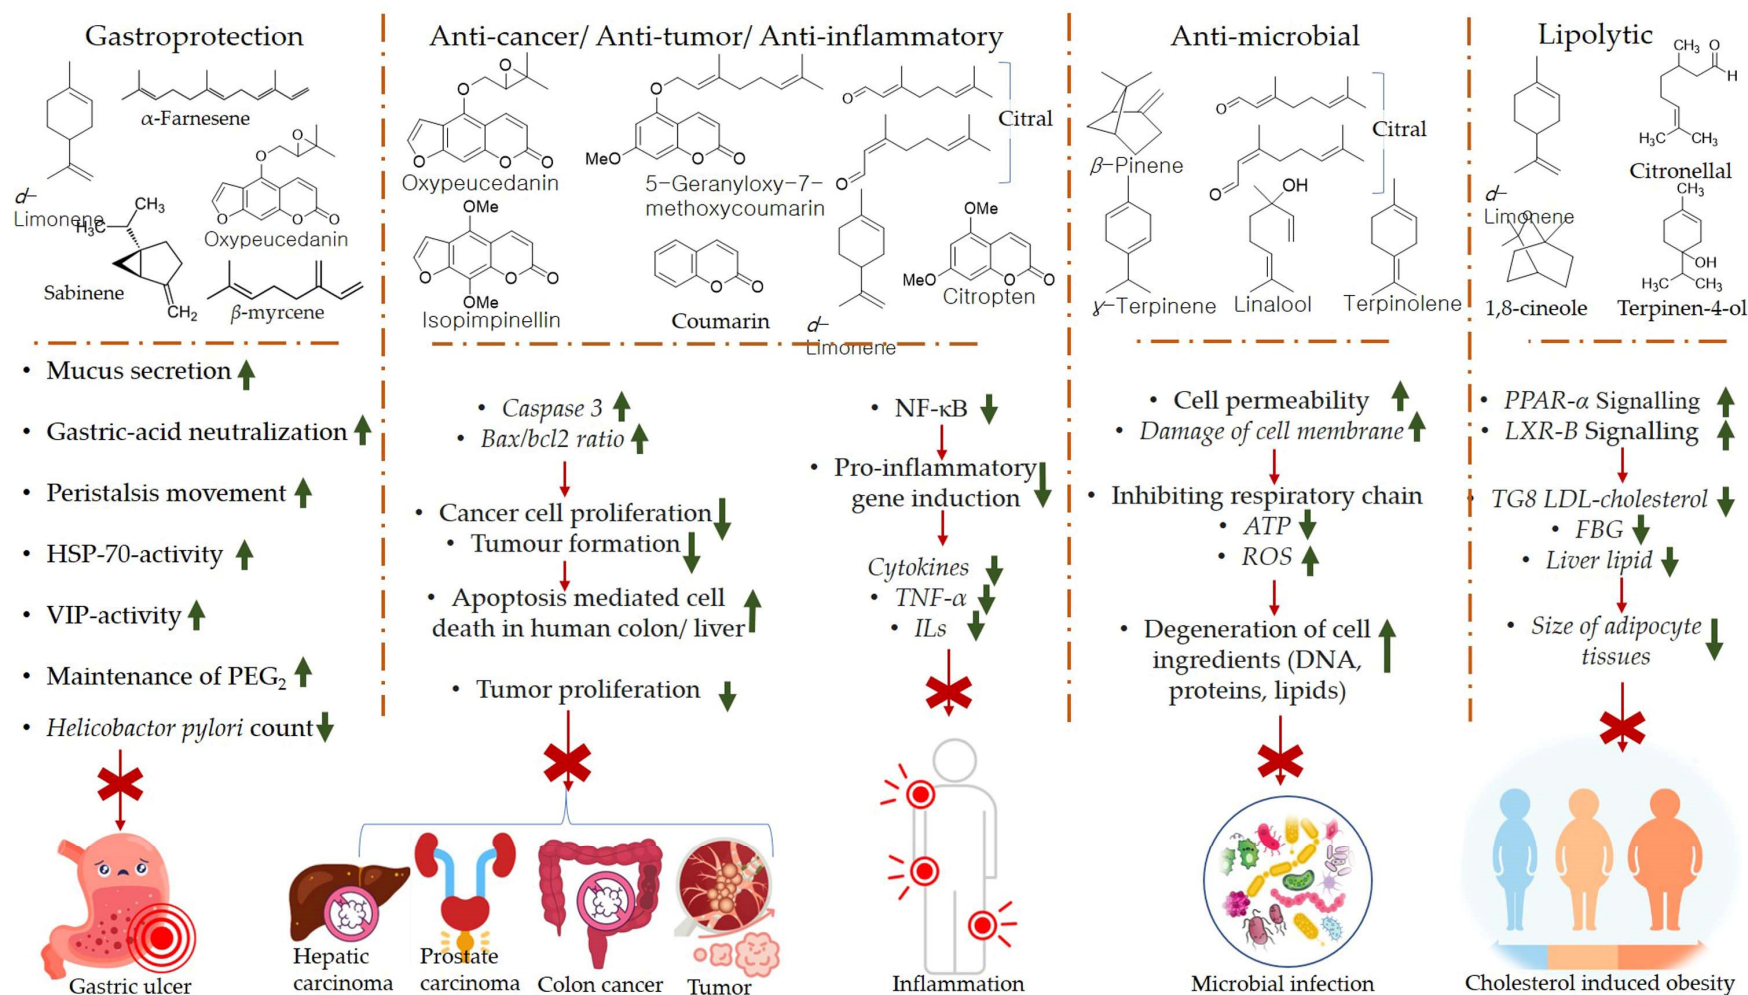 Gastroprotection
α-Farnesene
d-
Limonene
Oxypeucedanin
CH₃
H₃C
Sabinene
CH₂
β-myrcene
O
O
O
O
• Mucus secretion
• Gastric-acid neutralization
• Peristalsis movement
• HSP-70-activity
• VIP-activity
• Maintenance of PEG₂
• Helicobactor pylori count
Gastric ulcer
Anti-cancer/ Anti-tumor/ Anti-inflammatory
O
O
O
O
O
Oxypeucedanin
O
MeO
O
O
5-Geranyloxy-7-
methoxycoumarin
O
O
Citral
OMe
O
O
O
OMe
Isopimpinellin
O
O
Coumarin
d-
Limonene
OMe
MeO
O
O
Citropten
• Caspase 3
• Bax/bcl2 ratio
• Cancer cell proliferation
• Tumour formation
• Apoptosis mediated cell
death in human colon/ liver
• Tumor proliferation
Hepatic
carcinoma
Prostate
carcinoma
Colon cancer
Tumor
• NF-κB
• Pro-inflammatory
gene induction
Cytokines
• TNF-α
• ILs
Inflammation
Anti-microbial
β-Pinene
O
O
Citral
OH
ɣ-Terpinene
Linalool
Terpinolene
• Cell permeability
• Damage of cell membrane
• Inhibiting respiratory chain
• ATP
• ROS
• Degeneration of cell
ingredients (DNA,
proteins, lipids)
Microbial infection
Lipolytic
d-
Limonene
CH₃
O
H
H₃C
CH₃
Citronellal
O
1,8-cineole
CH₃
OH
H₃C
CH₃
Terpinen-4-ol
• PPAR-α Signalling
• LXR-B Signalling
• TG8 LDL-cholesterol
• FBG
• Liver lipid
• Size of adipocyte
tissues
Cholesterol induced obesity